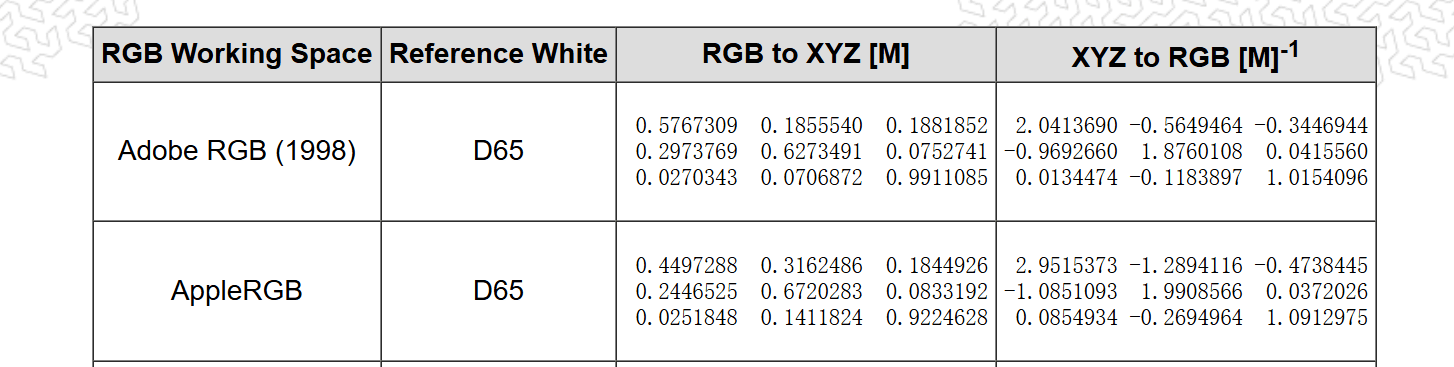 RGB Working Space Reference White RGB to XYZ [M] XYZ to RGB [M]-1
0.5767309 0.1855540 0.1881852 2.0413690 -0.5649464 -0.3446944
Adobe RGB (1998) D65 0.2973769 0.6273491 0.0752741 -0.9692660 1.8760108 0.0415560
0.0270343 0.0706872 0.9911085 0.0134474 -0.1183897 1.0154096
0.4497288 0.3162486 0.1844926 2.9515373 -1.2894116 -0.4738445
AppleRGB D65 0.2446525 0.6720283 0.0833192 -1.0851093 1.9908566 0.0372026
0.0251848 0.1411824 0.9224628 0.0854934 -0.2694964 1.0912975